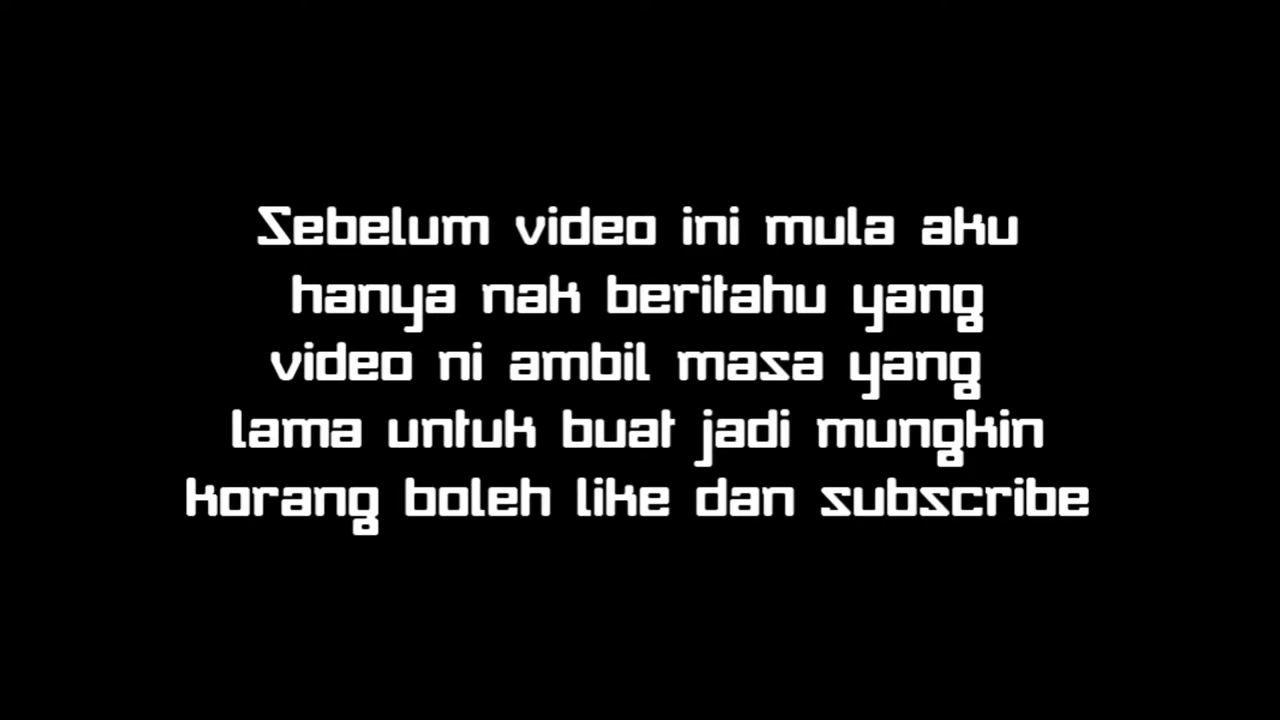 Sebelum video ini mula aku
hanya nak beritahu yang
video ni ambil masa yang
lama untuk buat jadi mungkin
korang boleh like dan subscribe